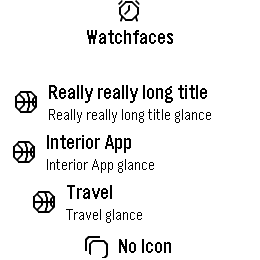 Watchfaces
Really really long title
Really really long title glance
Interior App
Interior App glance
Travel
Travel glance
No Icon